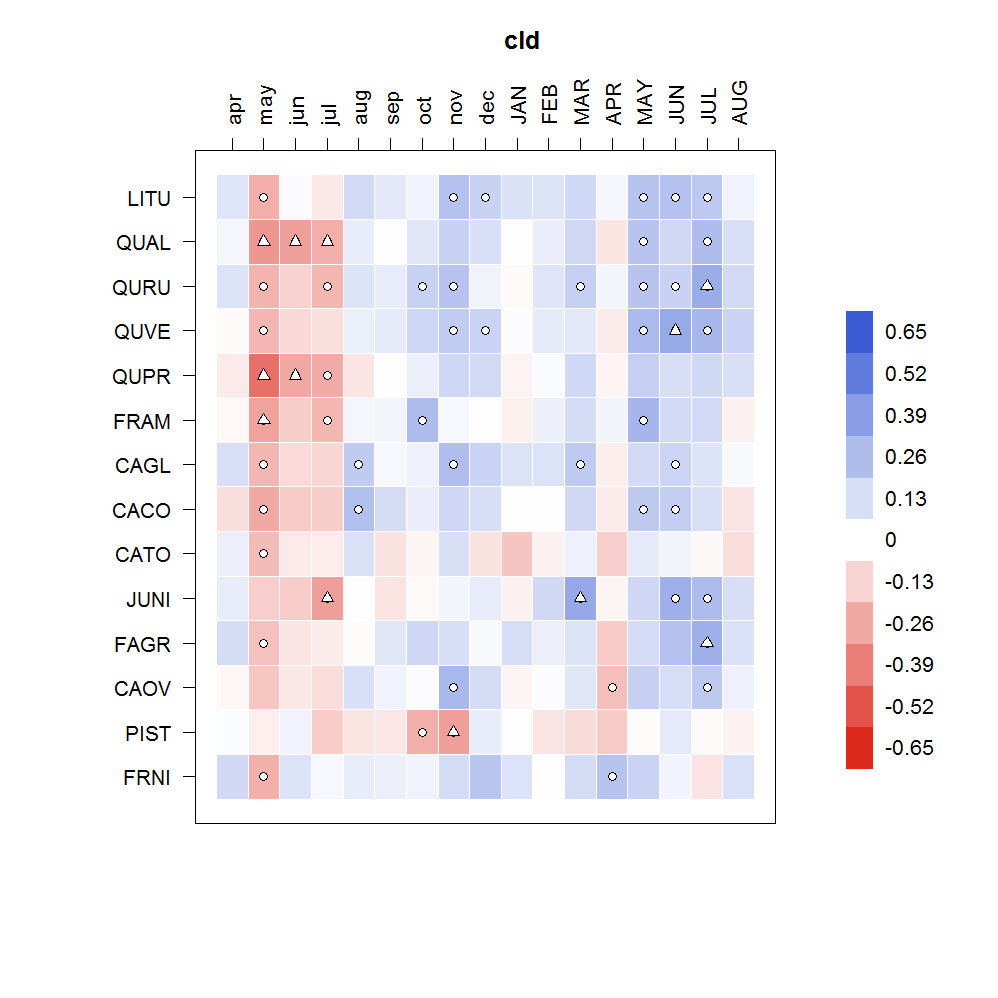 cld
apr may jun jul aug sep oct nov dec JAN FEB MAR APR MAY JUN JUL AUG
LITU
QUAL
QURU
QUVE
QUPR
FRAM
CAGL
CACO
CATO
JUNI
FAGR
CAOV
PIST
FRNI
0.65
0.52
0.39
0.26
0.13
0
-0.13
-0.26
-0.39
-0.52
-0.65